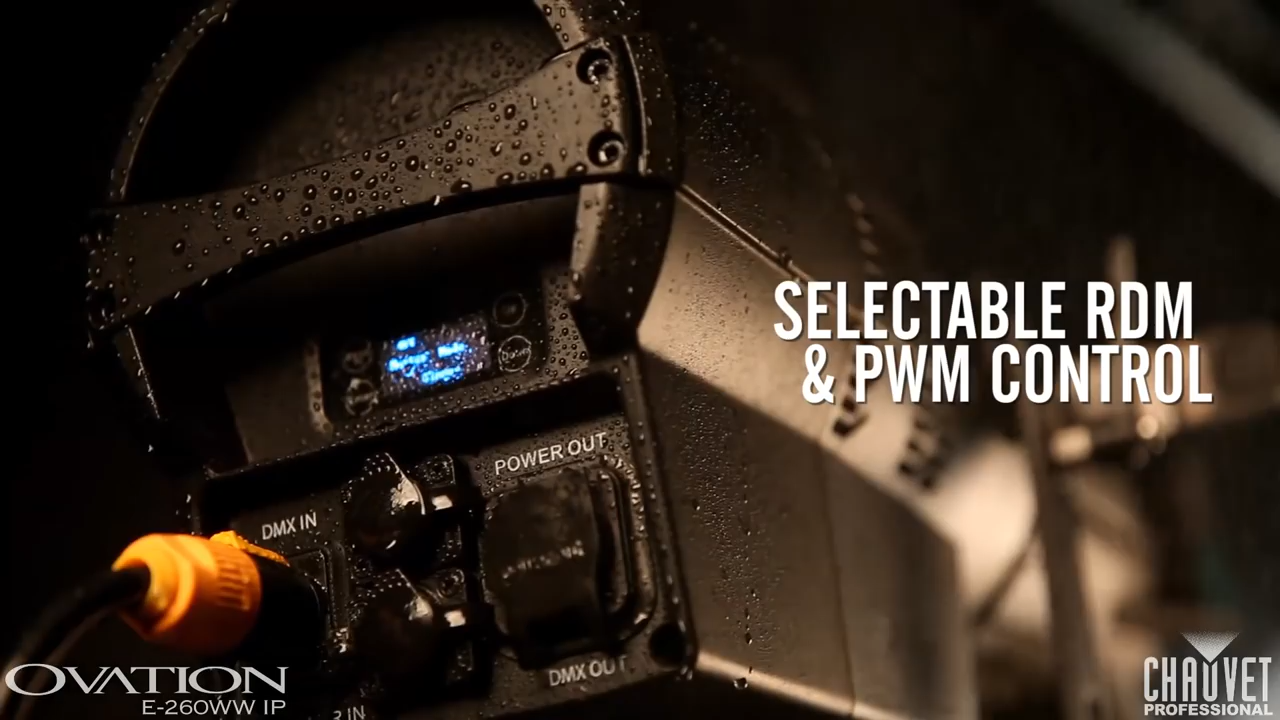 SELECTABLE RDM
& PWM CONTROL
POWER OUT
DMX IN
DMX OUT
OVATION
E-260WW IP
CHAUVET
PROFESSIONAL